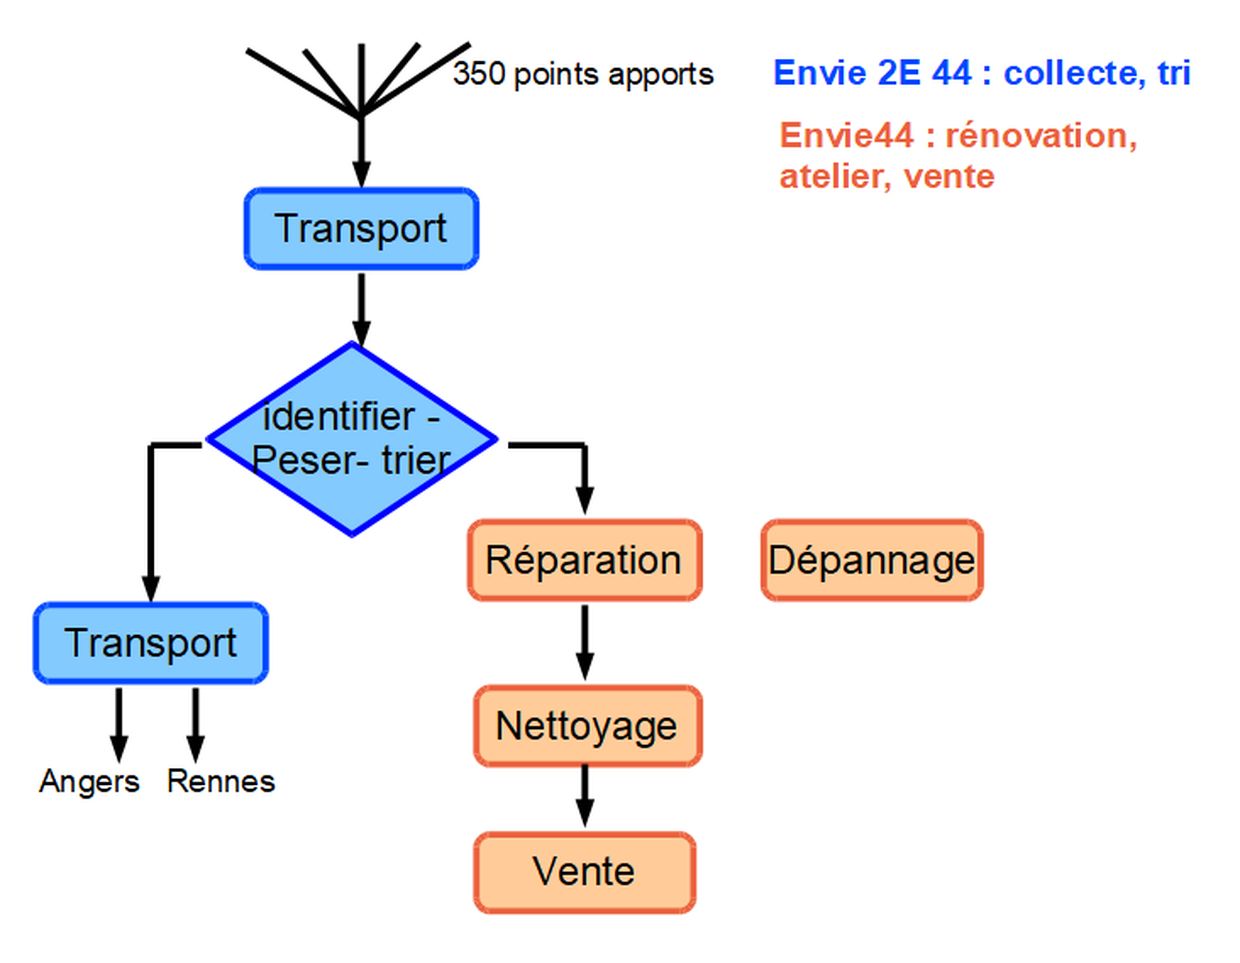 350 points apports
Envie 2E 44 : collecte, tri
Envie44 : rénovation,
atelier, vente
Transport
identifier -
Peser- trier
Réparation
Dépannage
Transport
Nettoyage
Angers
Rennes
Vente